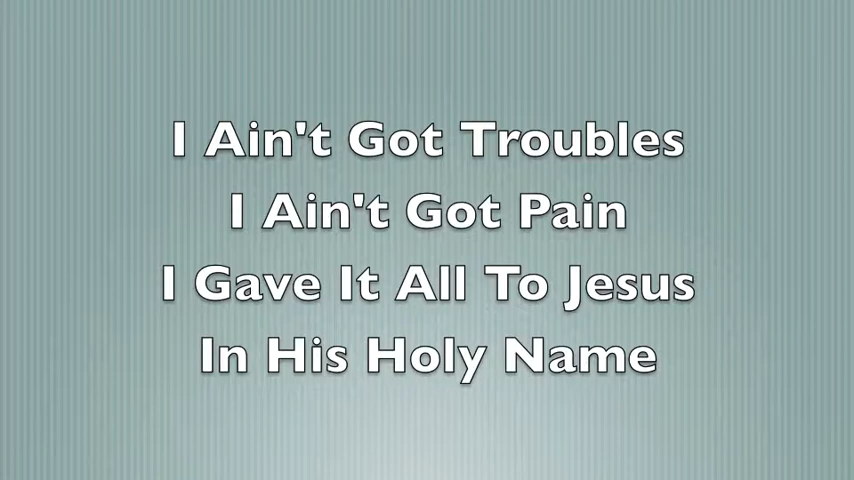 I Ain't Got Troubles
I Ain't Got Pain
I Gave It All To Jesus
In His Holy Name